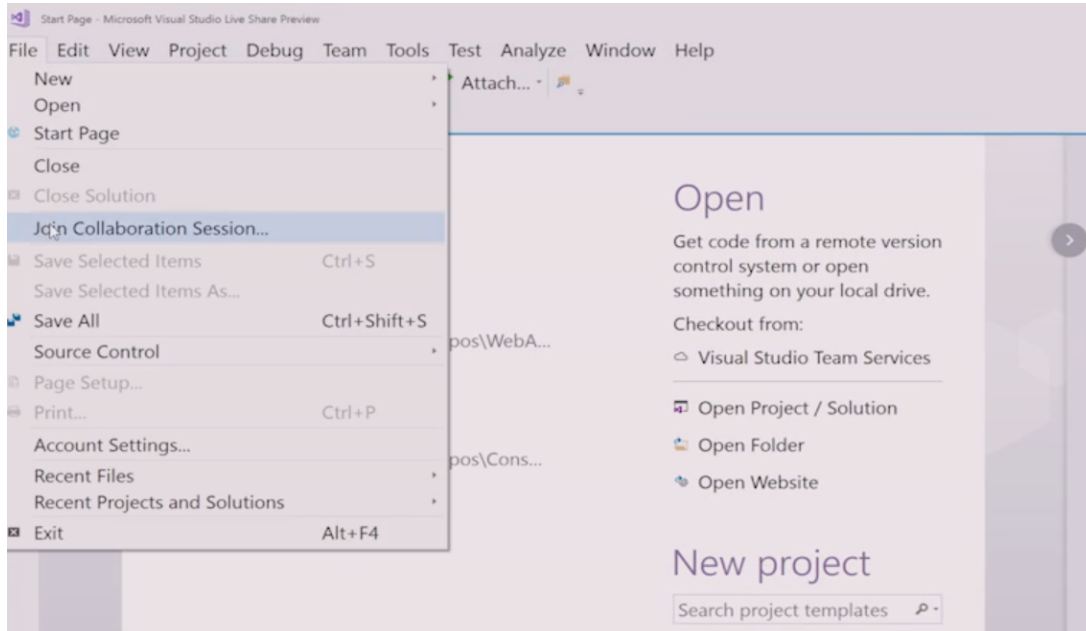 Start Page - Microsoft Visual Studio Live Share Preview
File Edit View Project Debug Team Tools Test Analyze Window Help
Attach...
New
Open
Start Page
Close
Close Solution
Join Collaboration Session...
Save Selected Items Ctrl+S
Save Selected Items As...
Save All Ctrl+Shift+S
Source Control
Page Setup...
Print... Ctrl+P
Account Settings...
Recent Files
Recent Projects and Solutions
Exit Alt+F4
pos\WebA...
pos\Cons...
Open
Get code from a remote version
control system or open
something on your local drive.
Checkout from:
Visual Studio Team Services
Open Project / Solution
Open Folder
Open Website
New project
Search project templates